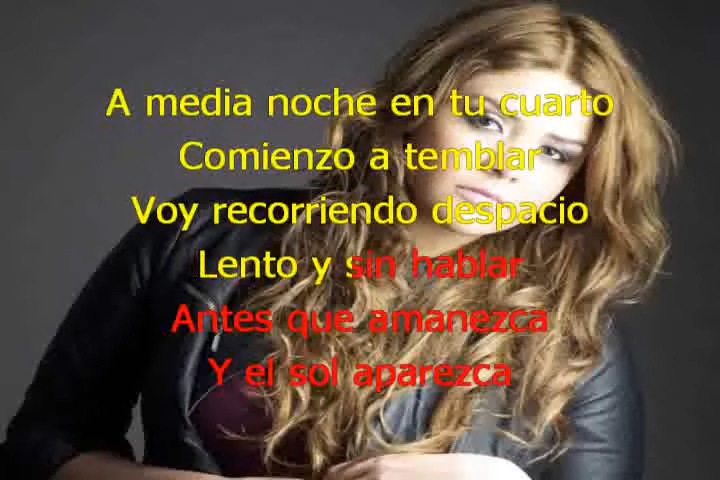 A media noche en tu cuarto
Comienzo a temblar
Voy recorriendo despacio
Lento y sin hablar
Antes que amanezca
Y el sol aparezca